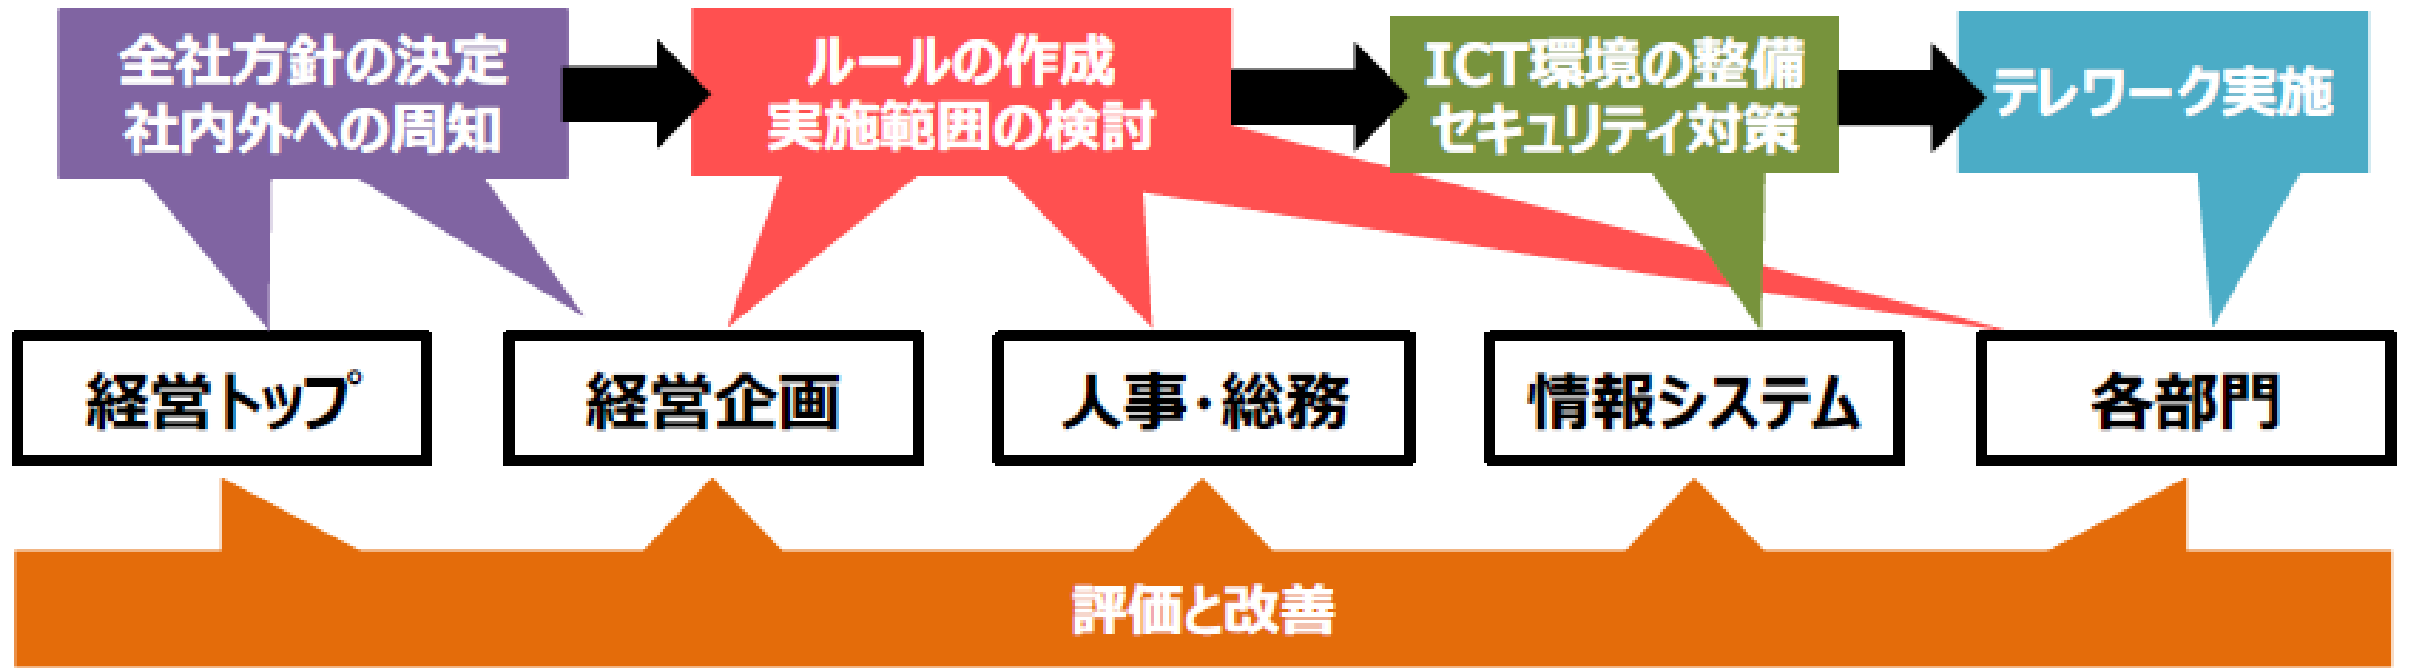 全社方針の決定
社内外への周知
ルールの作成
実施範囲の検討
ICT環境の整備
セキュリティ対策
テレワーク実施
経営トップ
経営企画
人事・総務
情報システム
各部門
評価と改善